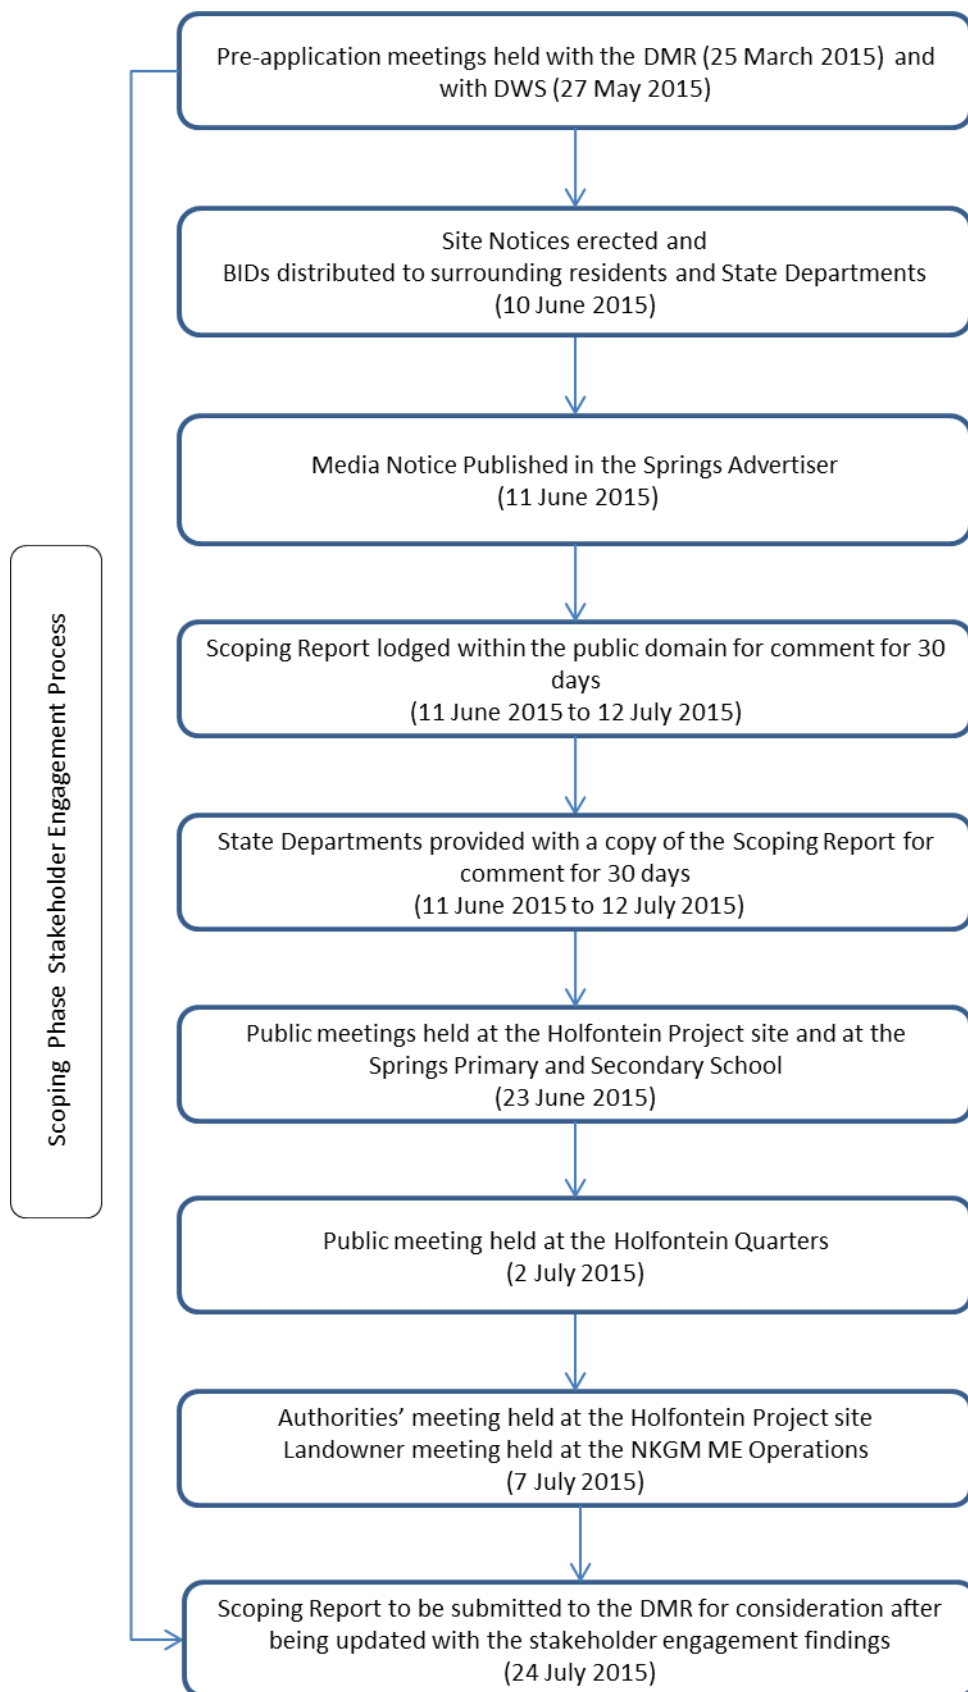 Pre-application meetings held with the DMR (25 March 2015) and
with DWS (27 May 2015)
Site Notices erected and
BIDs distributed to surrounding residents and State Departments
(10 June 2015)
Media Notice Published in the Springs Advertiser
(11 June 2015)
Scoping Phase Stakeholder Engagement Process
Scoping Report lodged within the public domain for comment for 30
days
(11 June 2015 to 12 July 2015)
State Departments provided with a copy of the Scoping Report for
comment for 30 days
(11 June 2015 to 12 July 2015)
Public meetings held at the Holfontein Project site and at the
Springs Primary and Secondary School
(23 June 2015)
Public meeting held at the Holfontein Quarters
(2 July 2015)
Authorities’ meeting held at the Holfontein Project site
Landowner meeting held at the NKGM ME Operations
(7 July 2015)
Scoping Report to be submitted to the DMR for consideration after
being updated with the stakeholder engagement findings
(24 July 2015)